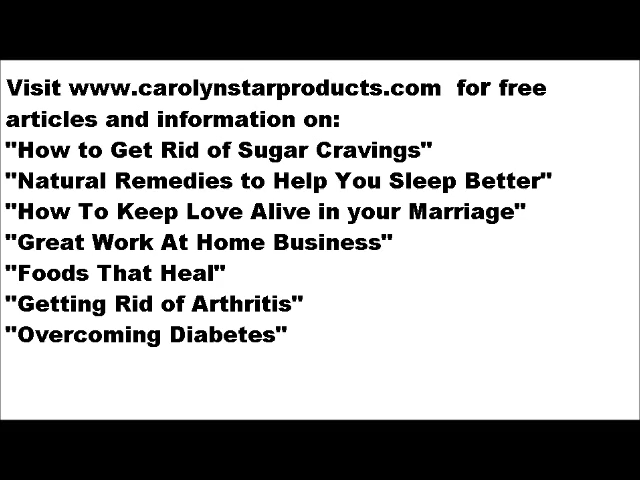 Visit www.carolynstarproducts.com  for free
articles and information on:
"How to Get Rid of Sugar Cravings"
"Natural Remedies to Help You Sleep Better"
"How To Keep Love Alive in your Marriage"
"Great Work At Home Business"
"Foods That Heal"
"Getting Rid of Arthritis"
"Overcoming Diabetes"